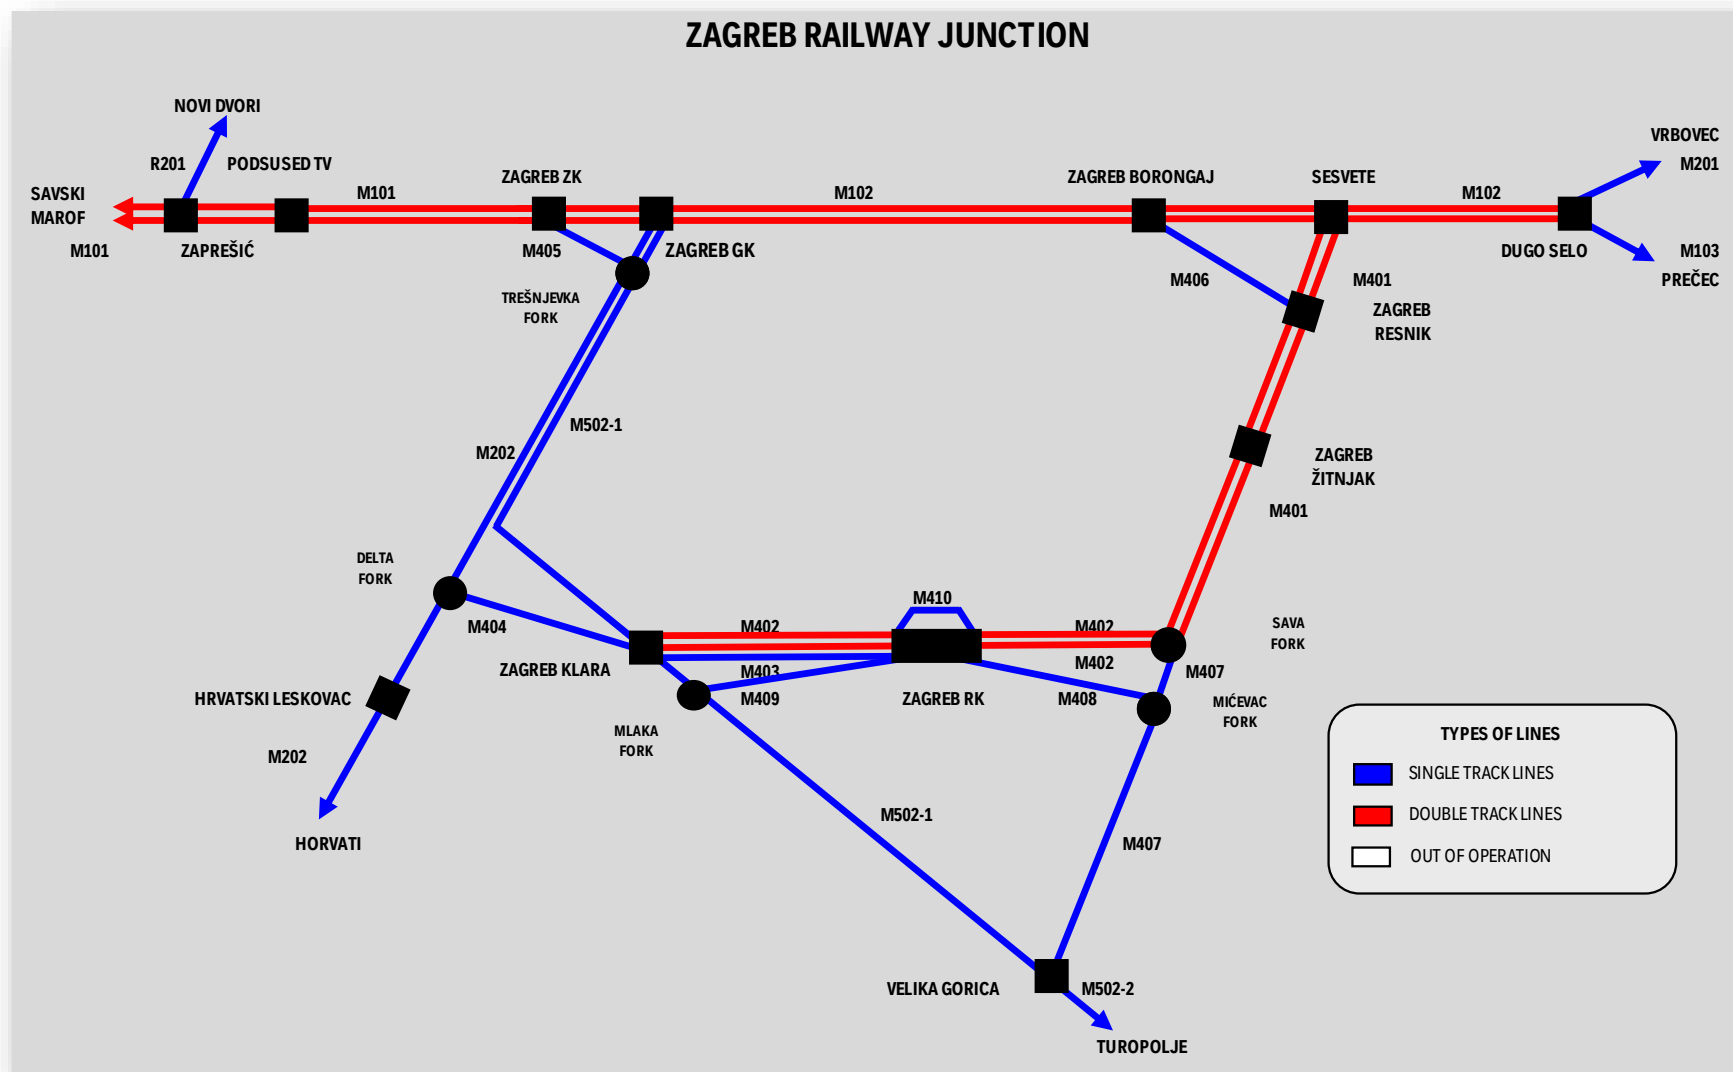 ZAGREB RAILWAY JUNCTION
NOVI DVORI
R201
PODSUSED TV
SAVSKI
MAROF
M101
ZAPREŠIĆ
M101
ZAGREB ZK
M405
ZAGREB GK
TREŠNJEVKA
FORK
M102
ZAGREB BORONGAJ
SESVETE
M102
VRBOVEC
M201
DUGO SELO
M103
PREČEC
M406
M401
ZAGREB
RESNIK
M502-1
M202
ZAGREB
ŽITNJAK
M401
DELTA
FORK
M404
M410
M402
M402
SAVA
FORK
ZAGREB KLARA
M403
M402
M407
HRVATSKI LESKOVAC
M409
ZAGREB RK
M408
MIĆEVAC
FORK
MLAKA
FORK
M202
HORVATI
M502-1
M407
TYPES OF LINES
SINGLE TRACK LINES
DOUBLE TRACK LINES
OUT OF OPERATION
VELIKA GORICA
M502-2
TUROPOLJE